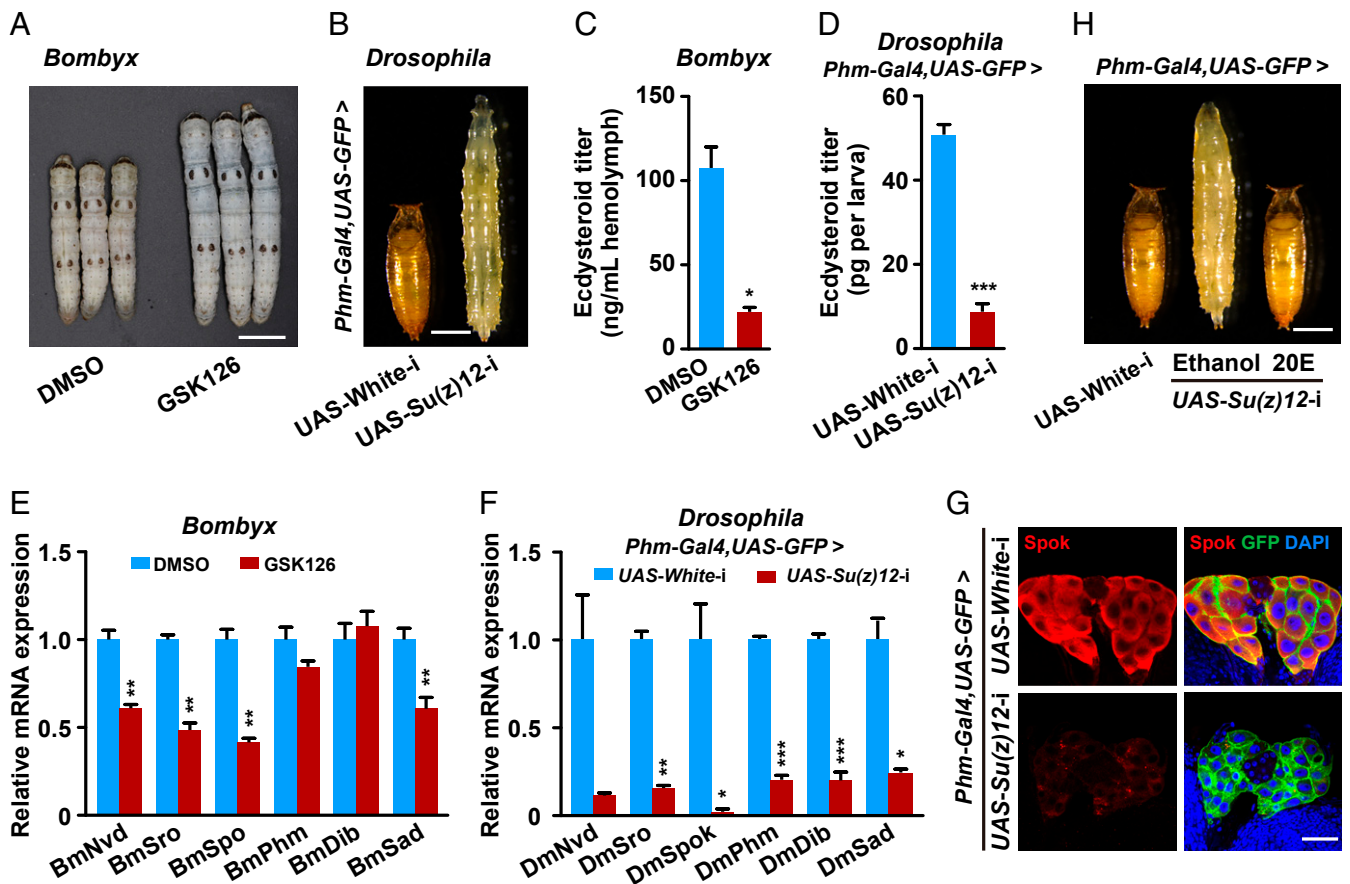 A
Bombyx
DMSO
GSK126
B
Drosophila
Phm-Gal4,UAS-GFP >
UAS-White-i
UAS-Su(z)12-i
C
Bombyx
Ecdysteroid titer
(ng/mL hemolymph)
150
100
50
0
*
DMSO
GSK126
D
Drosophila
Phm-Gal4,UAS-GFP >
Ecdysteroid titer
(pg per larva)
60
40
20
0
***
UAS-White-i
UAS-Su(z)12-i
H
Phm-Gal4,UAS-GFP >
UAS-White-i
Ethanol 20E
UAS-Su(z)12-i
E
Bombyx
DMSO GSK126
Relative mRNA expression
1.5
1.0
0.5
0
**
**
**
**
BmNvd
BmSro
BmSpo
BmPhm
BmDib
BmSad
F
Drosophila
Phm-Gal4,UAS-GFP >
UAS-White-i UAS-Su(z)12-i
Relative mRNA expression
1.5
1.0
0.5
0
**
*
***
***
*
DmNvd
DmSro
DmSpok
DmPhm
DmDib
DmSad
G
Phm-Gal4,UAS-GFP >
UAS-White-i
UAS-Su(z)12-i
Spok
Spok GFP DAPI